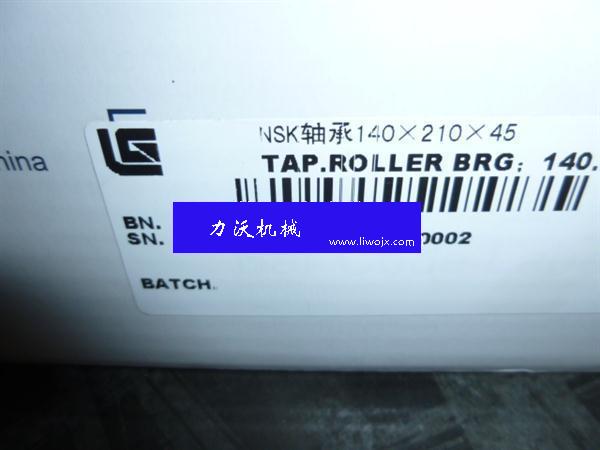 NSK轴承140×210×45
hina
TAP.ROLLER BRG: 140.
BN.
SN. 0002
力沃机械
www.liwojx.com
BATCH.